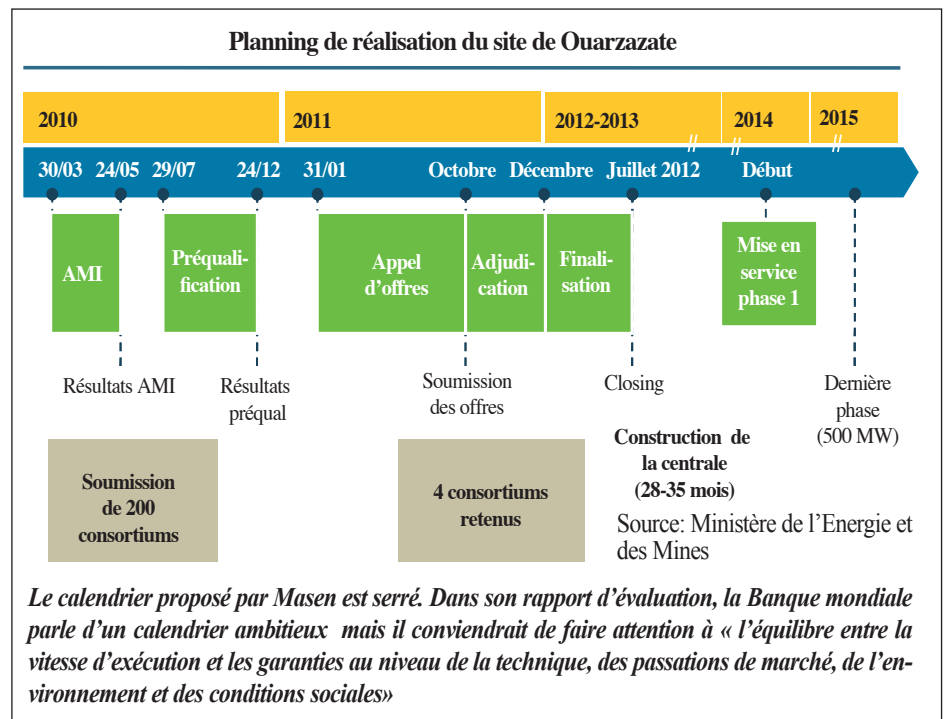 Planning de réalisation du site de Ouarzazate
2010 2011 2012-2013 2014 2015
30/03 24/05 29/07 24/12 31/01 Octobre Décembre Juillet 2012 Début
AMI
Préquali-
fication
Appel
d’offres
Adjudi-
cation
Finali-
sation
Mise en
service
phase 1
Résultats AMI
Résultats
préqual
Soumission
des offres
Closing
Dernière
phase
(500 MW)
Soumission
de 200
consortiums
4 consortiums
retenus
Construction de
la centrale
(28-35 mois)
Source: Ministère de l’Energie et
des Mines
Le calendrier proposé par Masen est serré. Dans son rapport d’évaluation, la Banque mondiale
parle d’un calendrier ambitieux mais il conviendrait de faire attention à « l’équilibre entre la
vitesse d’exécution et les garanties au niveau de la technique, des passations de marché, de l’en-
vironnement et des conditions sociales»